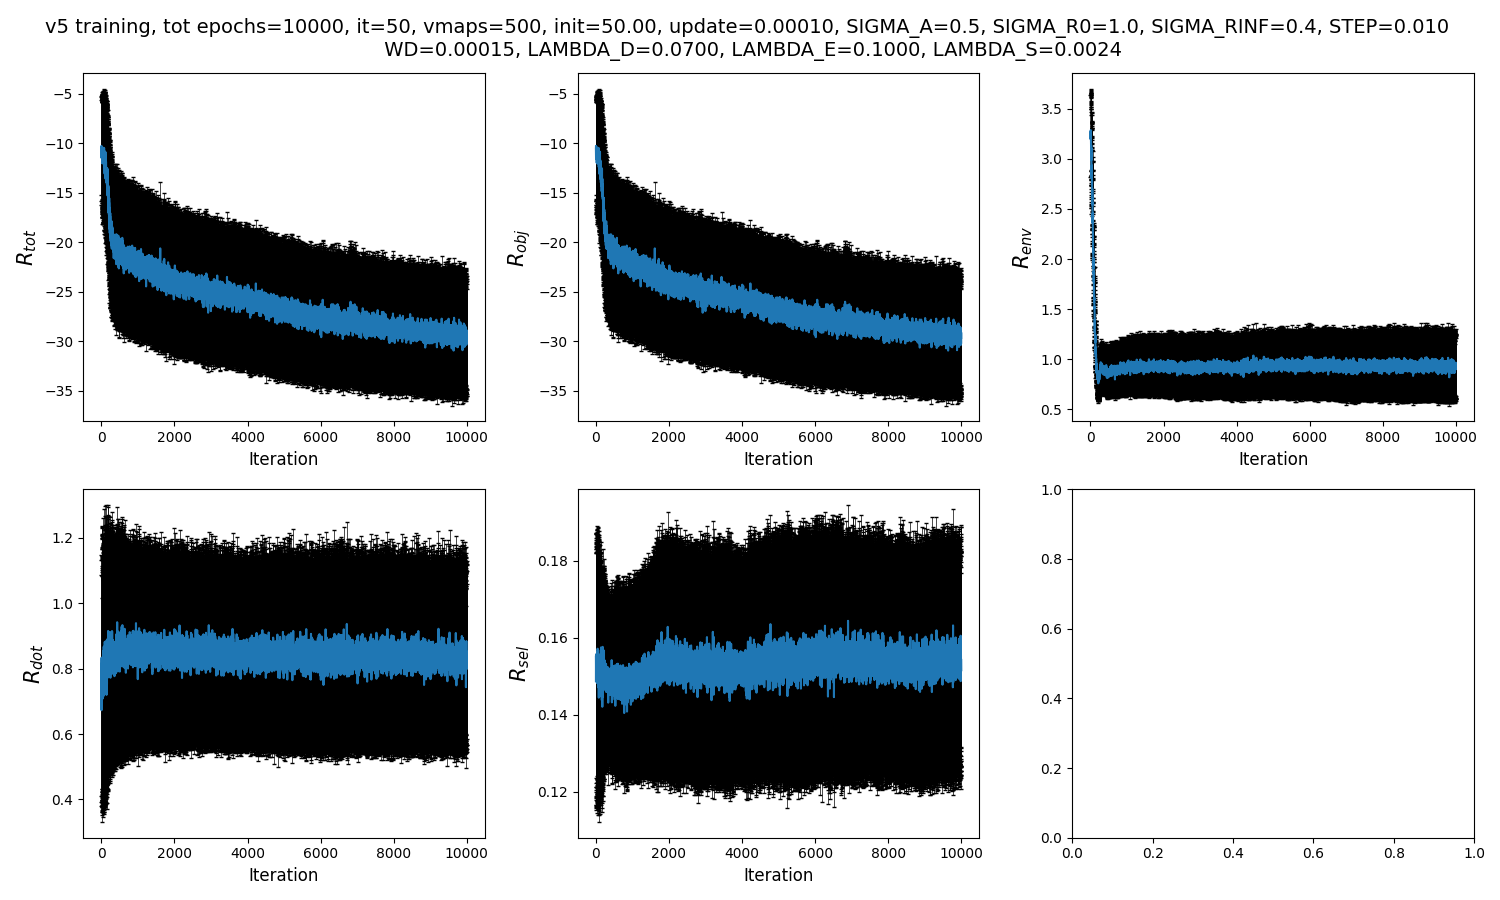 v5 training, tot epochs=10000, it=50, vmaps=500, init=50.00, update=0.00010, SIGMA_A=0.5, SIGMA_R0=1.0, SIGMA_RINF=0.4, STEP=0.010
WD=0.00015, LAMBDA_D=0.0700, LAMBDA_E=0.1000, LAMBDA_S=0.0024
R_tot
−5
−10
−15
−20
−25
−30
−35
0 2000 4000 6000 8000 10000
Iteration
R_obj
−5
−10
−15
−20
−25
−30
−35
0 2000 4000 6000 8000 10000
Iteration
R_env
3.5
3.0
2.5
2.0
1.5
1.0
0.5
0 2000 4000 6000 8000 10000
Iteration
R_dot
1.2
1.0
0.8
0.6
0.4
0 2000 4000 6000 8000 10000
Iteration
R_sel
0.18
0.16
0.14
0.12
0 2000 4000 6000 8000 10000
Iteration
1.0
0.8
0.6
0.4
0.2
0.0
0.0 0.2 0.4 0.6 0.8 1.0